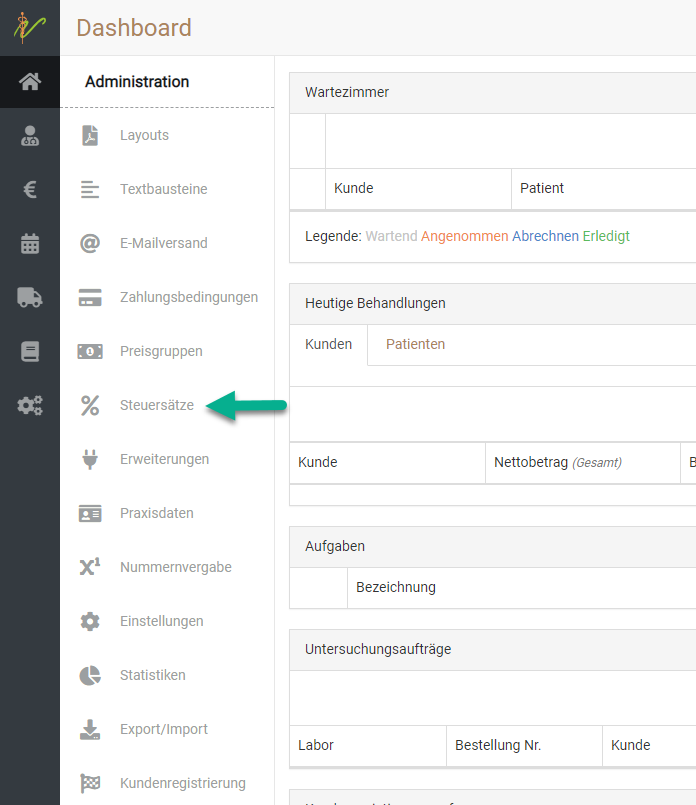 Dashboard
Administration
Layouts
Textbausteine
E-Mailversand
Zahlungsbedingungen
Preisgruppen
Steuersätze
Erweiterungen
Praxisdaten
Nummernvergabe
Einstellungen
Statistiken
Export/Import
Kundenregistrierung
Wartezimmer
Kunde Patient
Legende: Wartend Angenommen Abrechnen Erledigt
Heutige Behandlungen
Kunden Patienten
Kunde Nettobetrag (Gesamt) B
Aufgaben
Bezeichnung
Untersuchungsaufträge
Labor Bestellung Nr. Kunde